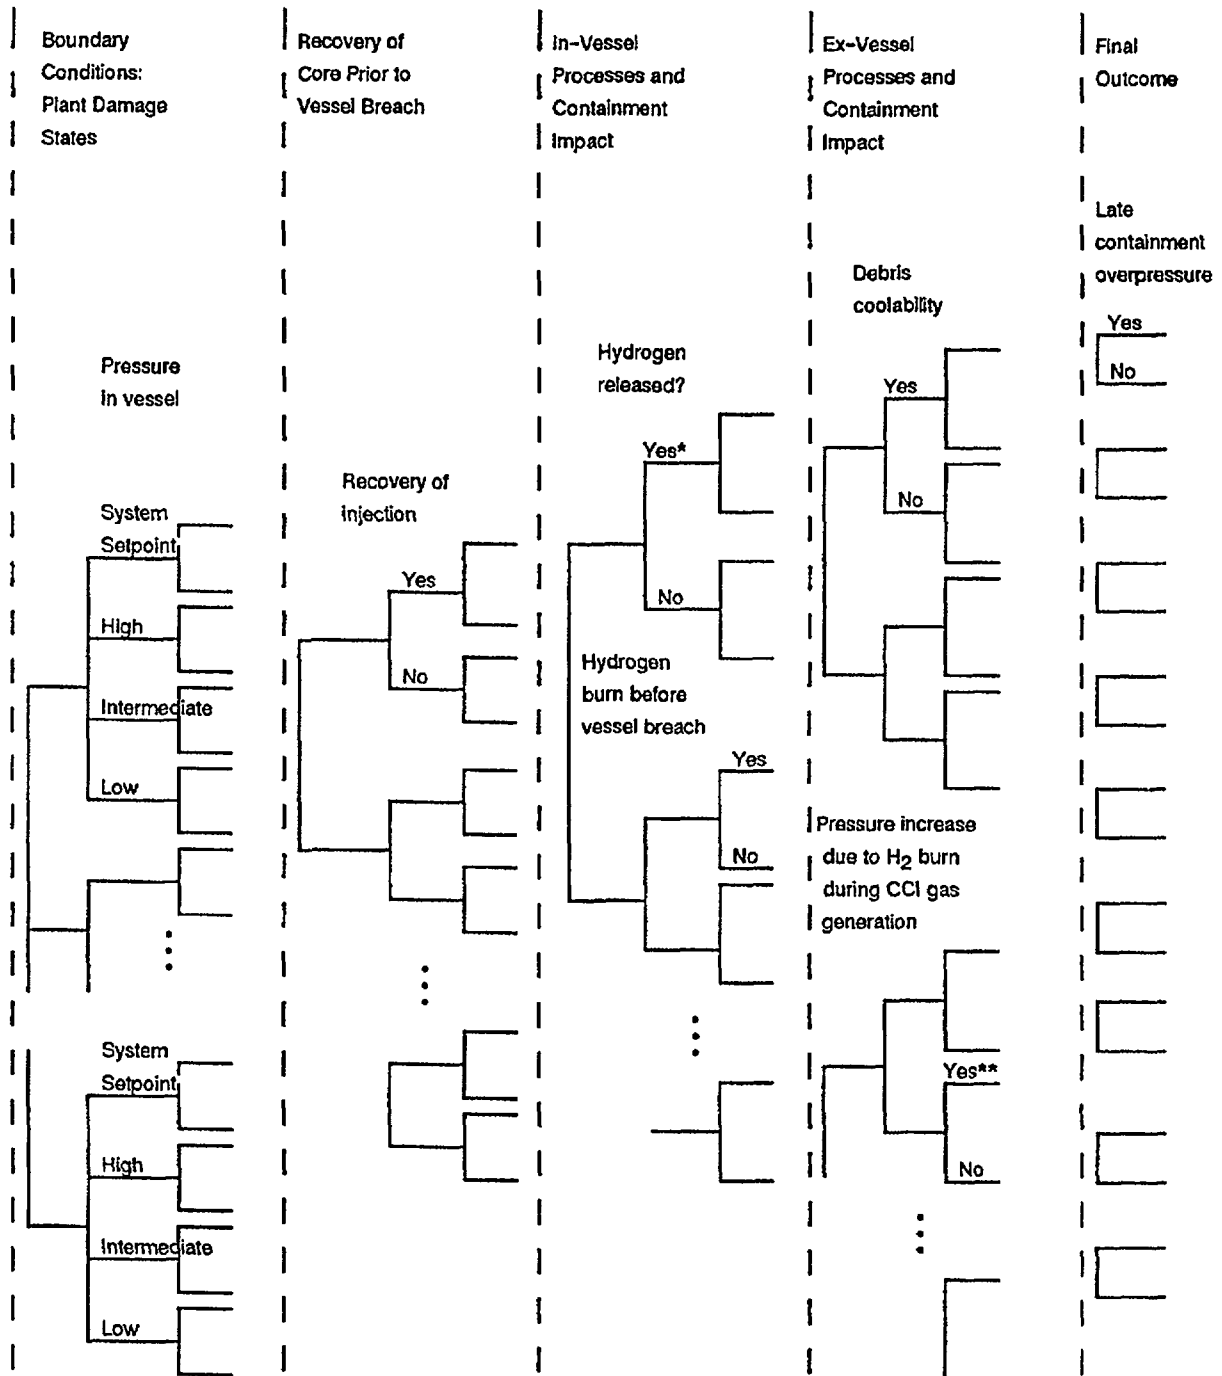 Boundary
Conditions:
Plant Damage
States
Recovery of
Core Prior to
Vessel Breach
In-Vessel
Processes and
Containment
Impact
Ex-Vessel
Processes and
Containment
Impact
Final
Outcome
Pressure
in vessel
System
Setpoint
High
Intermediate
Low
System
Setpoint
High
Intermediate
Low
Recovery of
injection
Yes
No
Hydrogen
released?
Yes*
No
Hydrogen
burn before
vessel breach
Yes
No
Debris
coolability
Yes
No
Pressure increase
due to H2 burn
during CCI gas
generation
Yes**
No
Late
containment
overpressure
Yes
No